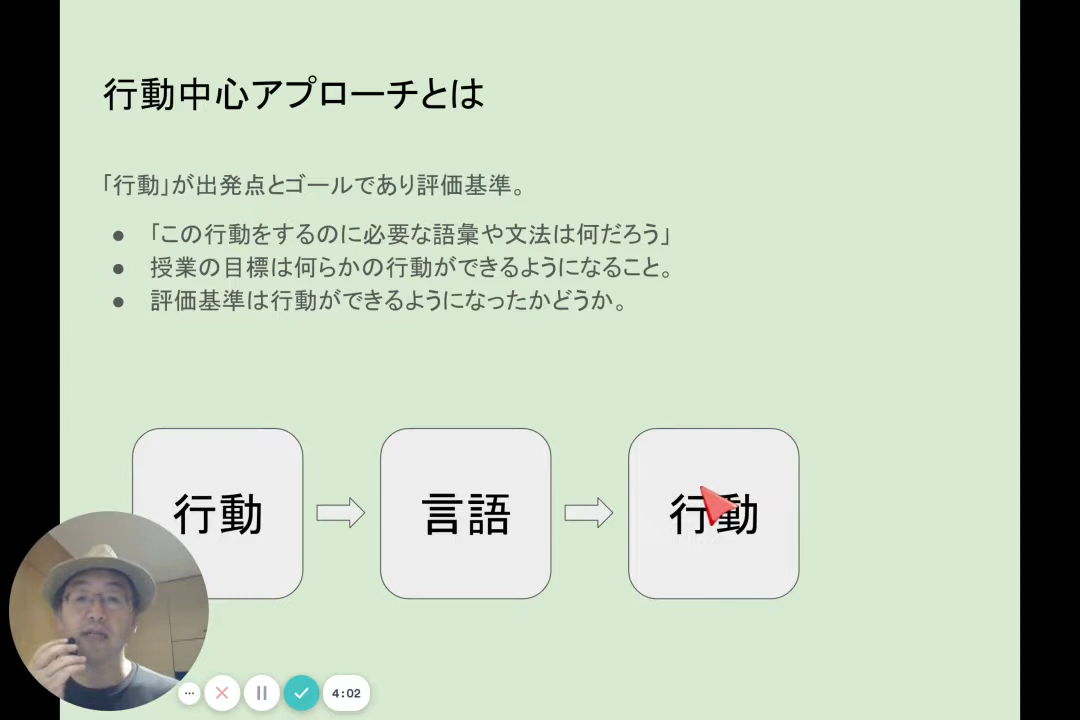 行動中心アプローチとは
「行動」が出発点とゴールであり評価基準。
● 「この行動をするのに必要な語彙や文法は何だろう」
● 授業の目標は何らかの行動ができるようになること。
● 評価基準は行動ができるようになったかどうか。
行動 言語 行動
4:02